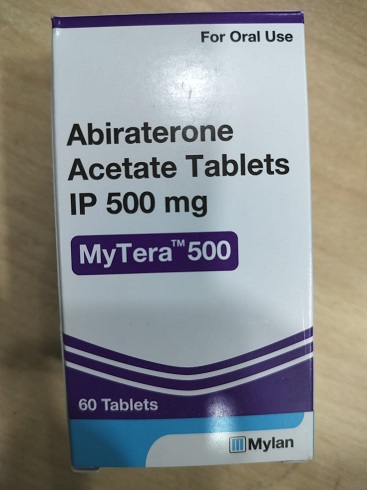 For Oral Use
Abiraterone
Acetate Tablets
IP 500 mg
MyTera™ 500
60 Tablets
Mylan